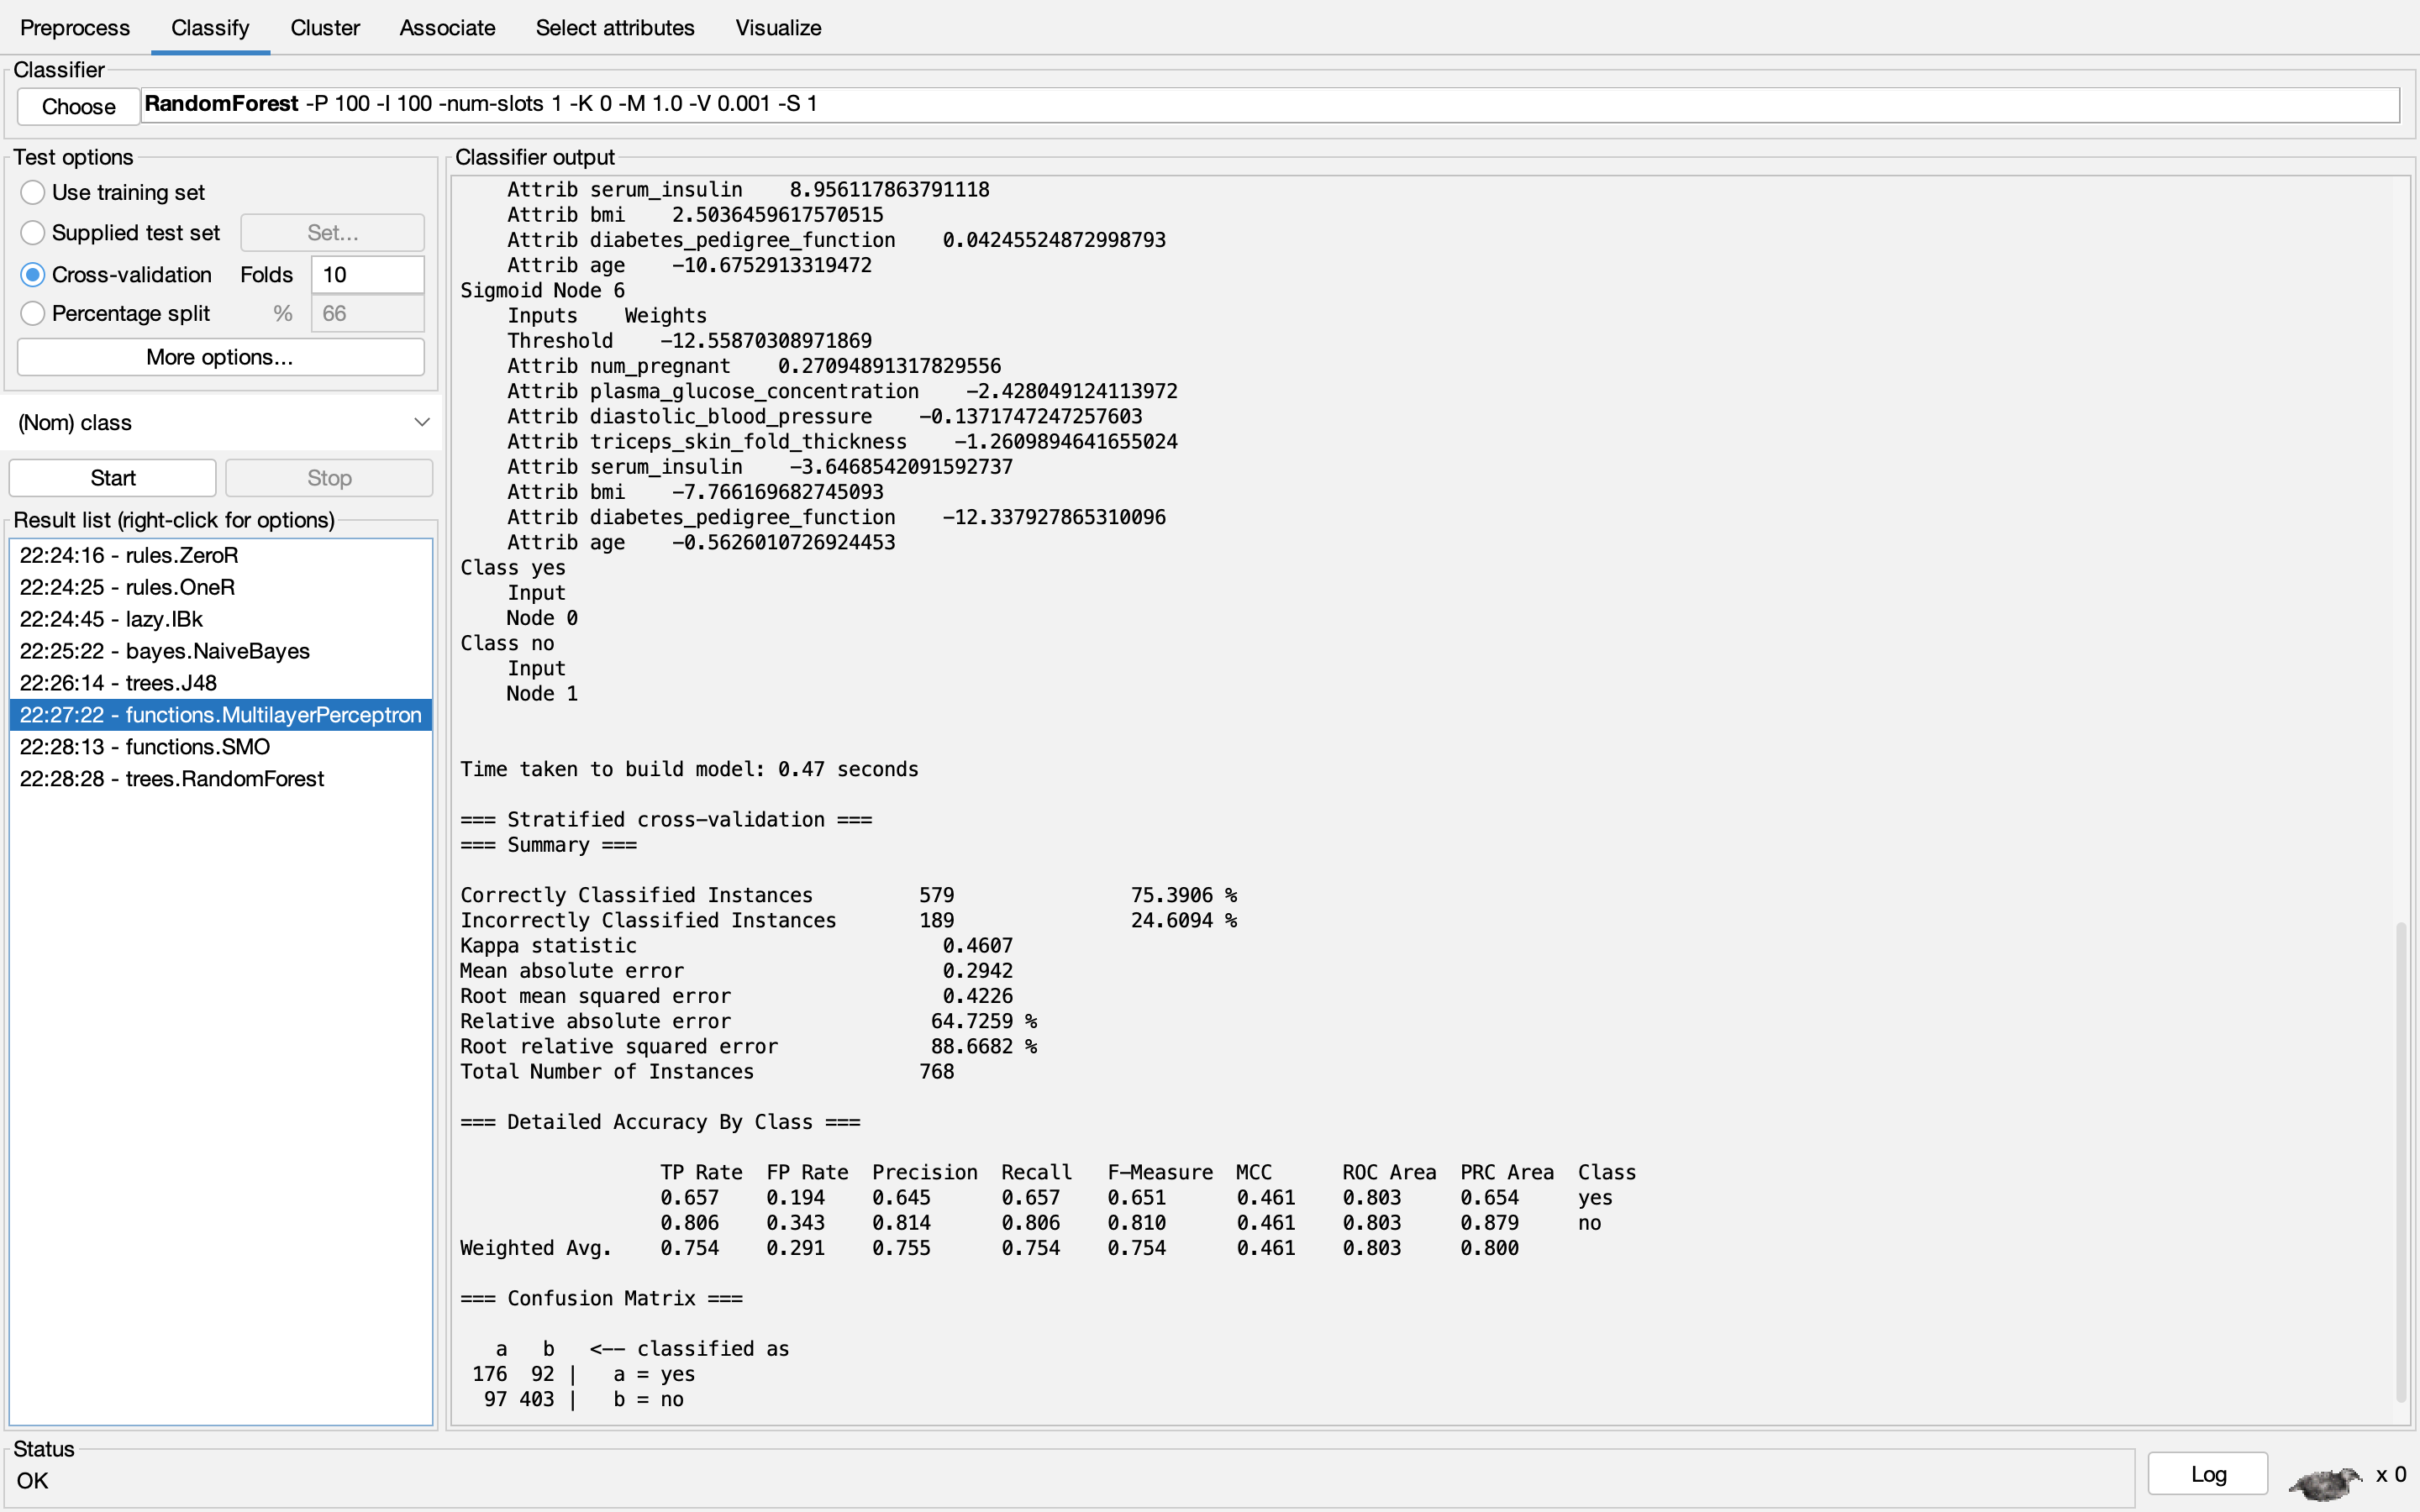 Preprocess Classify Cluster Associate Select attributes Visualize
Classifier
Choose RandomForest -P 100 -I 100 -num-slots 1 -K 0 -M 1.0 -V 0.001 -S 1
Test options
Use training set
Supplied test set Set...
Cross-validation Folds 10
Percentage split % 66
More options...
(Nom) class
Start Stop
Result list (right-click for options)
22:24:16 - rules.ZeroR
22:24:25 - rules.OneR
22:24:45 - lazy.IBk
22:25:22 - bayes.NaiveBayes
22:26:14 - trees.J48
22:27:22 - functions.MultilayerPerceptron
22:28:13 - functions.SMO
22:28:28 - trees.RandomForest
Classifier output
Attrib serum_insulin 8.956117863791118
Attrib bmi 2.5036459617570515
Attrib diabetes_pedigree_function 0.04245524872998793
Attrib age -10.6752913319472
Sigmoid Node 6
Inputs Weights
Threshold -12.55870308971869
Attrib num_pregnant 0.27094891317829556
Attrib plasma_glucose_concentration -2.428049124113972
Attrib diastolic_blood_pressure -0.1371747247257603
Attrib triceps_skin_fold_thickness -1.2609894641655024
Attrib serum_insulin -3.6468542091592737
Attrib bmi -7.766169682745093
Attrib diabetes_pedigree_function -12.337927865310096
Attrib age -0.5626010726924453
Class yes
Input
Node 0
Class no
Input
Node 1
Time taken to build model: 0.47 seconds
=== Stratified cross-validation ===
=== Summary ===
Correctly Classified Instances 579 75.3906 %
Incorrectly Classified Instances 189 24.6094 %
Kappa statistic 0.4607
Mean absolute error 0.2942
Root mean squared error 0.4226
Relative absolute error 64.7259 %
Root relative squared error 88.6682 %
Total Number of Instances 768
=== Detailed Accuracy By Class ===
TP Rate FP Rate Precision Recall F-Measure MCC ROC Area PRC Area Class
0.657 0.194 0.645 0.657 0.651 0.461 0.803 0.654 yes
0.806 0.343 0.814 0.806 0.810 0.461 0.803 0.879 no
Weighted Avg. 0.754 0.291 0.755 0.754 0.754 0.461 0.803 0.800
=== Confusion Matrix ===
a b <-- classified as
176 92 | a = yes
97 403 | b = no
Status
OK
Log x 0